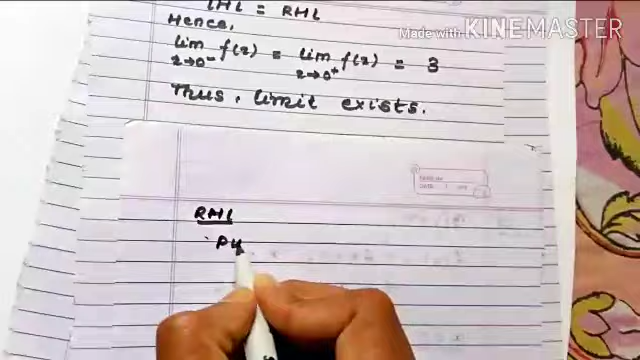 LHL = RHL
Hence,
lim f(x) = lim f(x) = 3
x→0⁻ x→0⁺
Thus, limit exists.
RHL
Pu
Made with KINEMASTER